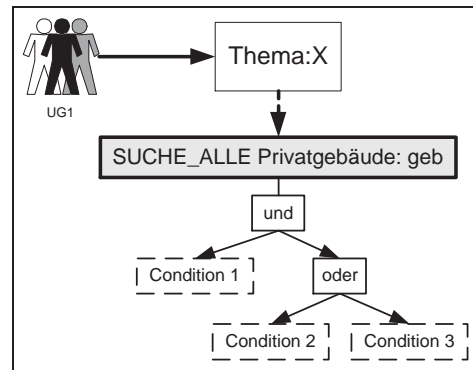 Thema:X
UG1
SUCHE_ALLE Privatgebäude: geb
und
Condition 1
oder
Condition 2
Condition 3